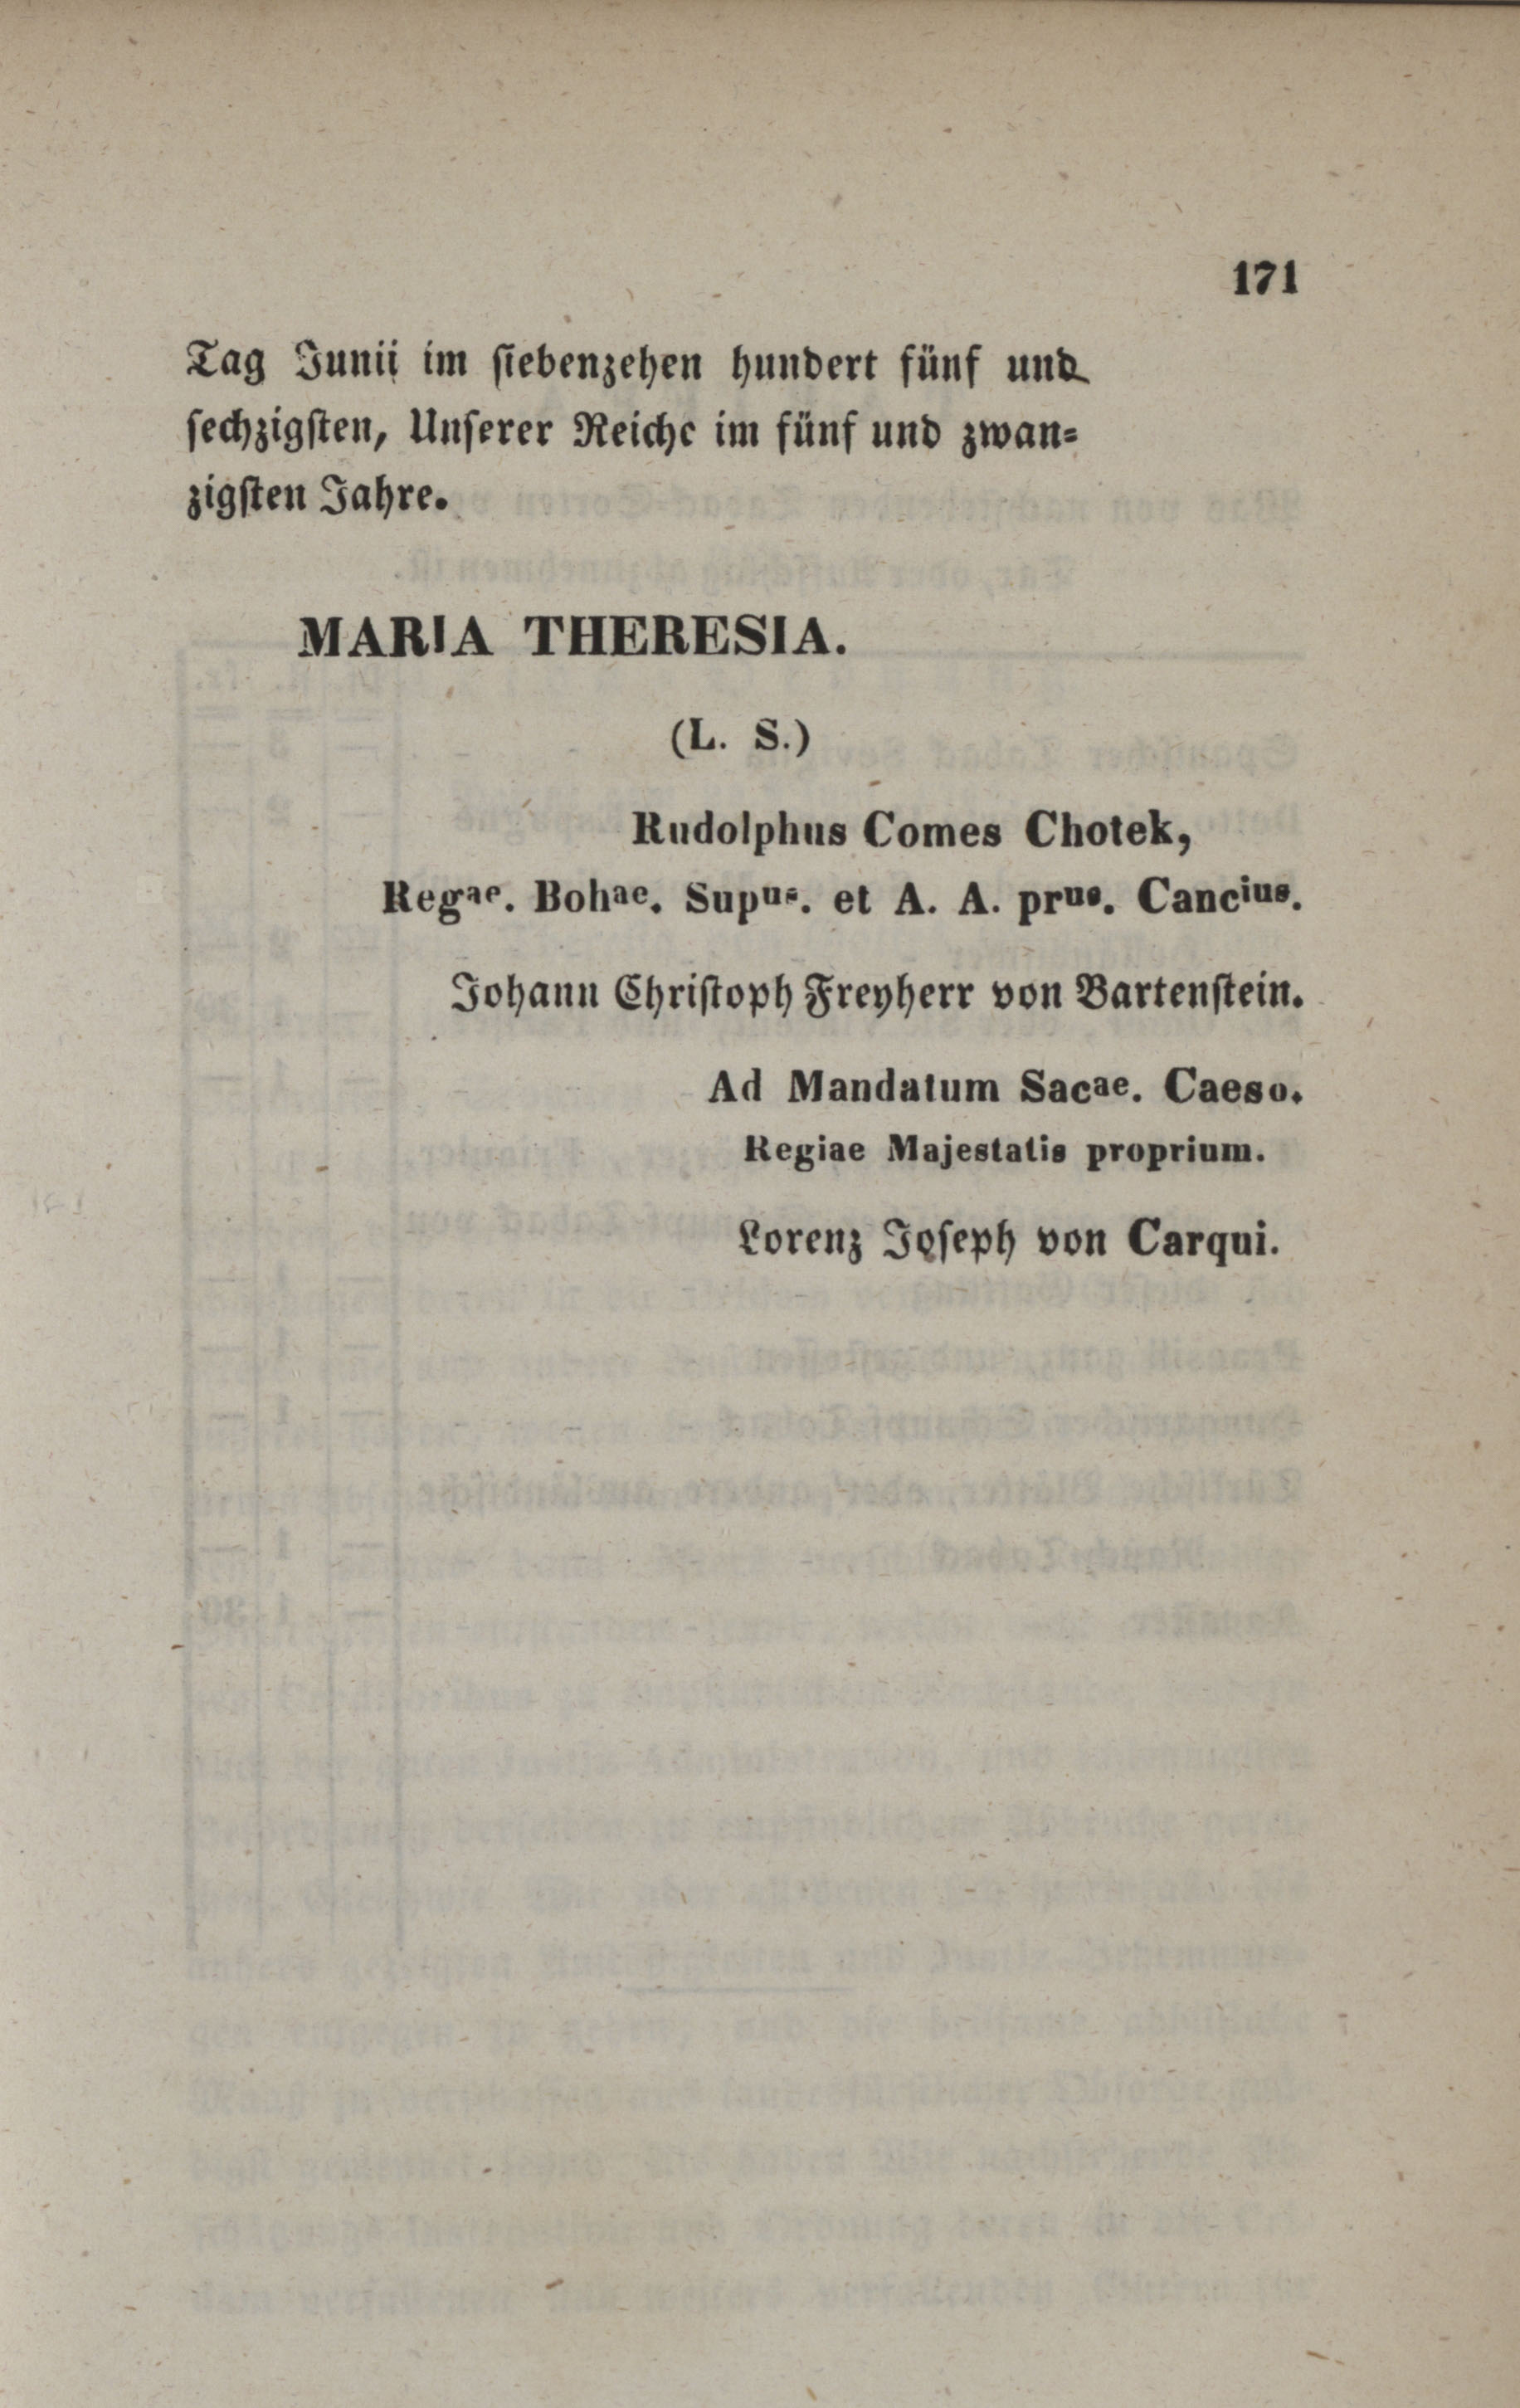 171
Tag Junii im siebenzehen hundert fünf und
sechzigsten, Unserer Reiche im fünf und zwan-
zigsten Jahre.
MARIA THERESIA.
(L. S.)
Rudolphus Comes Chotek,
Regae. Bohae. Supus. et A. A. prus. Cancius.
Johann Christoph Freyherr von Bartenstein.
Ad Mandatum Sacae. Caeso.
Regiae Majestatis proprium.
Lorenz Joseph von Carqui.